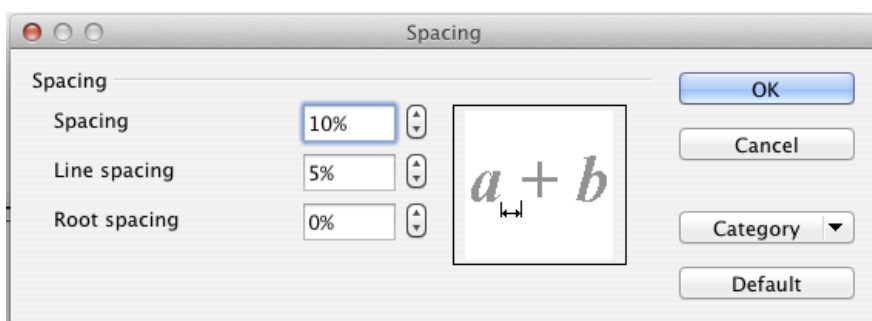 Spacing
Spacing
Spacing 10%
Line spacing 5%
Root spacing 0%
a + b
OK
Cancel
Category
Default